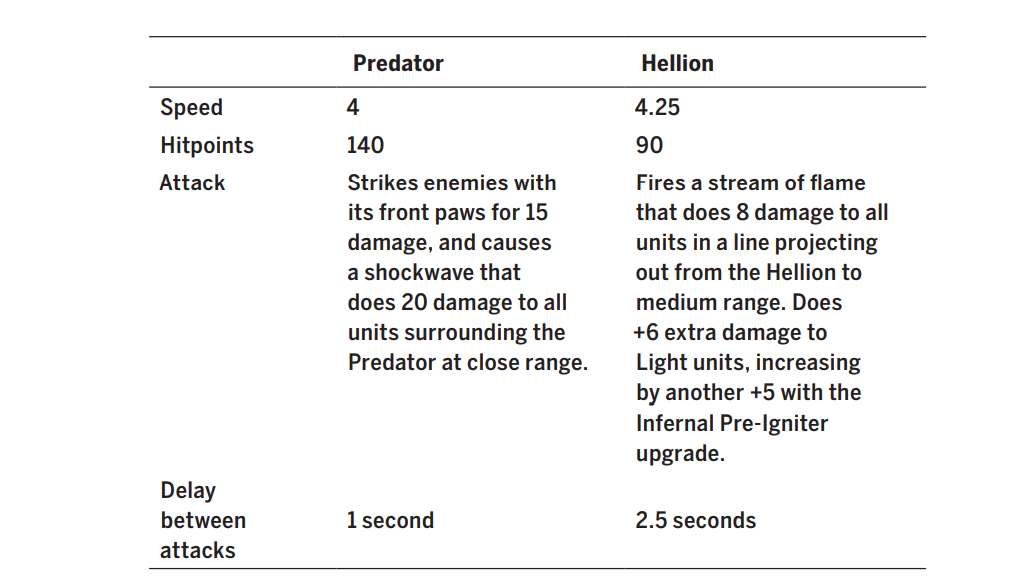 Predator Hellion
Speed 4 4.25
Hitpoints 140 90
Attack Strikes enemies with Fires a stream of flame
its front paws for 15 that does 8 damage to all
damage, and causes units in a line projecting
a shockwave that out from the Hellion to
does 20 damage to all medium range. Does
units surrounding the +6 extra damage to
Predator at close range. Light units, increasing
by another +5 with the
Infernal Pre-Igniter
upgrade.
Delay
between 1 second 2.5 seconds
attacks